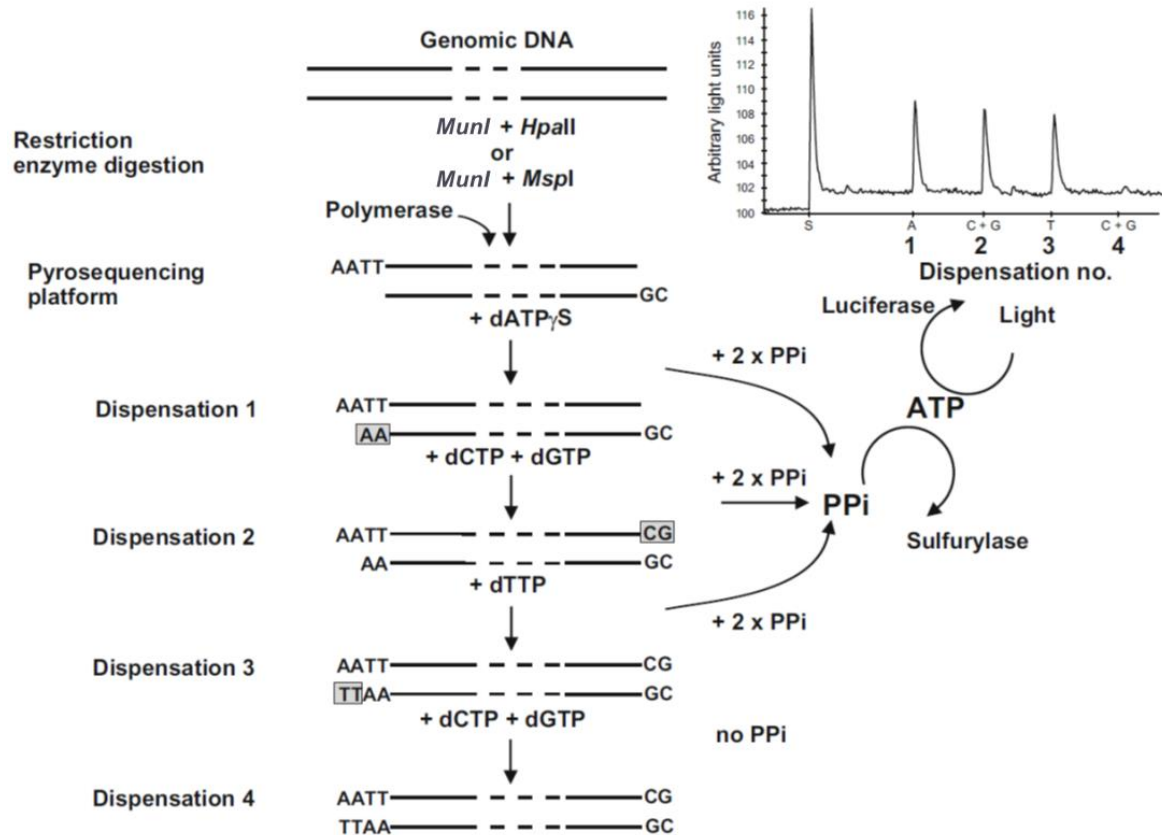 Genomic DNA
MunI + HpaII
or
MunI + MspI
Restriction
enzyme digestion
Polymerase
Pyrosequencing
platform
AATT
GC
+ dATPγS
+ 2 x PPi
Dispensation 1
AATT
AA
GC
+ dCTP + dGTP
+ 2 x PPi
Dispensation 2
AATT
CG
AA
GC
+ dTTP
+ 2 x PPi
Dispensation 3
AATT
CG
TTAA
GC
+ dCTP + dGTP
no PPi
Dispensation 4
AATT
CG
TTAA
GC
Arbitrary light units
116
114
112
110
108
106
104
102
100
S A C + G T C + G
1 2 3 4
Dispensation no.
Luciferase
Light
ATP
PPi
Sulfurylase